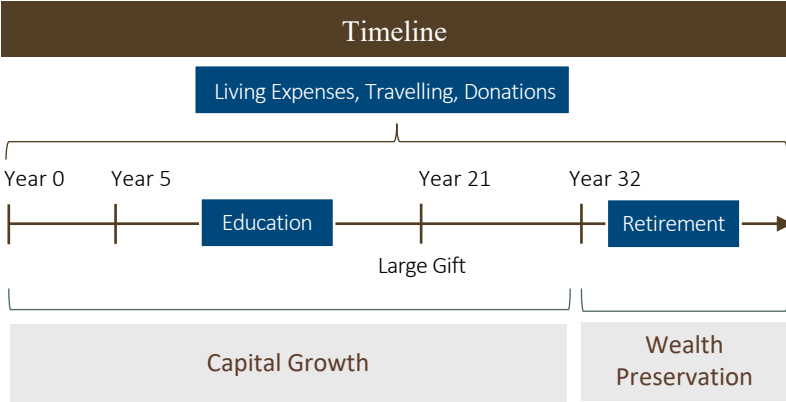 Timeline
Living Expenses, Travelling, Donations
Year 0
Year 5
Year 21
Year 32
Education
Retirement
Large Gift
Capital Growth
Wealth
Preservation